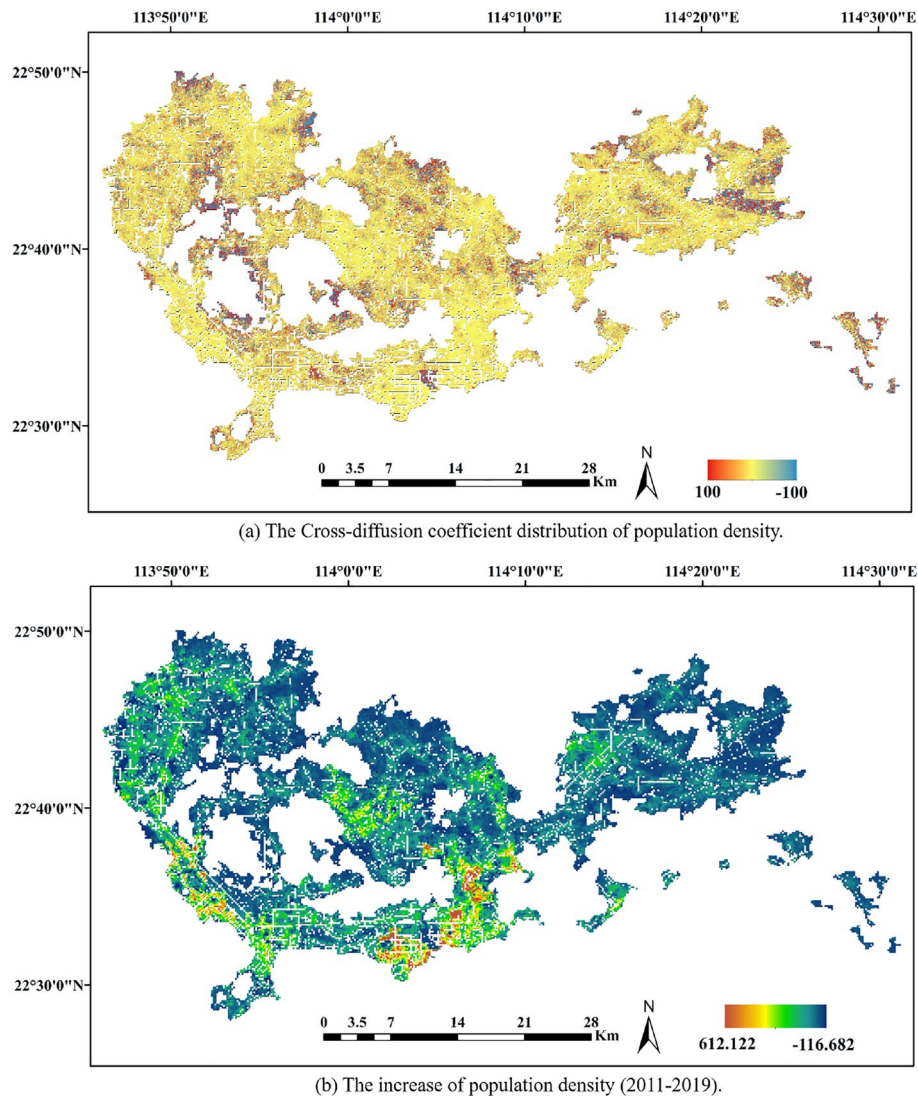 113°50'0"E 114°0'0"E 114°10'0"E 114°20'0"E 114°30'0"E
22°50'0"N
22°40'0"N
22°30'0"N
N
0 3.5 7 14 21 28
Km
100 -100
(a) The Cross-diffusion coefficient distribution of population density.
113°50'0"E 114°0'0"E 114°10'0"E 114°20'0"E 114°30'0"E
22°50'0"N
22°40'0"N
22°30'0"N
N
0 3.5 7 14 21 28
Km
612.122 -116.682
(b) The increase of population density (2011-2019).